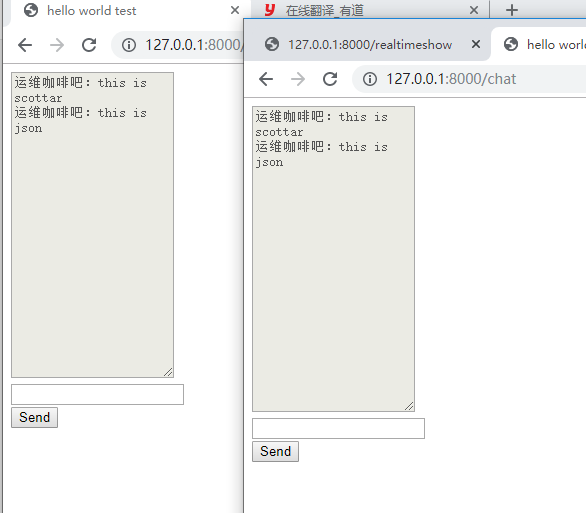 hello world test
在线翻译_有道
127.0.0.1:8000/
运维咖啡吧: this is
scottar
运维咖啡吧: this is
json
Send
127.0.0.1:8000/realtimeshow
hello world
127.0.0.1:8000/chat
运维咖啡吧: this is
scottar
运维咖啡吧: this is
json
Send